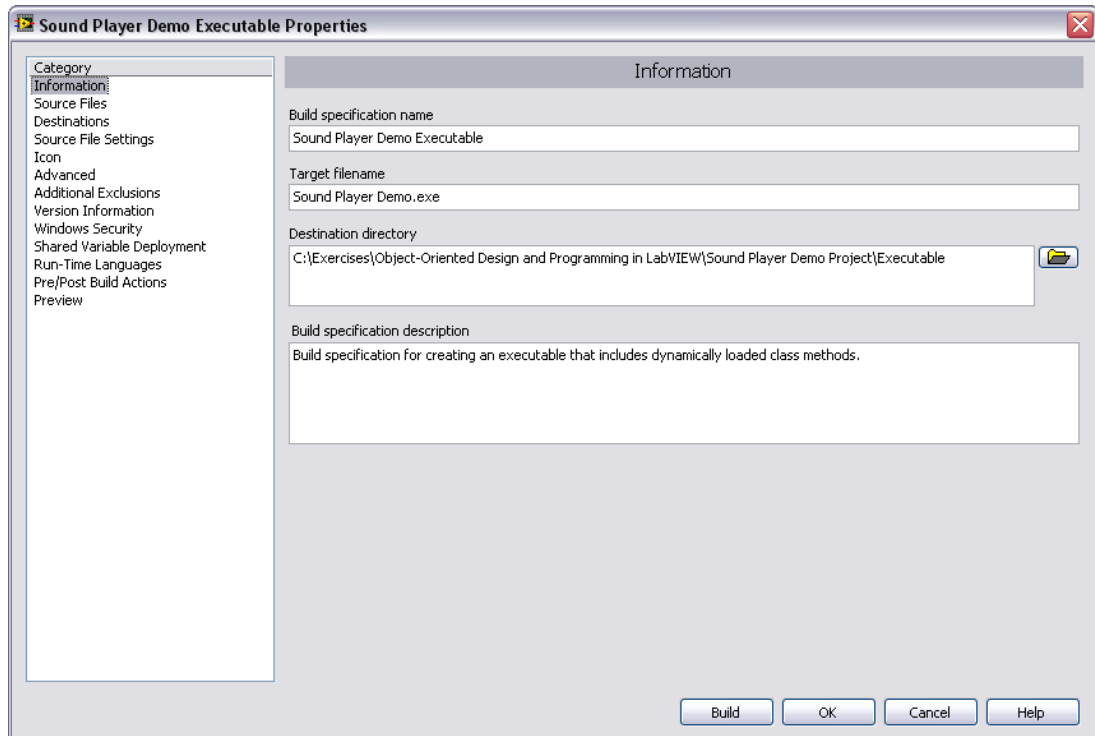 Sound Player Demo Executable Properties
Category
Information
Source Files
Destinations
Source File Settings
Icon
Advanced
Additional Exclusions
Version Information
Windows Security
Shared Variable Deployment
Run-Time Languages
Pre/Post Build Actions
Preview
Information
Build specification name
Sound Player Demo Executable
Target filename
Sound Player Demo.exe
Destination directory
C:\Exercises\Object-Oriented Design and Programming in LabVIEW\Sound Player Demo Project\Executable
Build specification description
Build specification for creating an executable that includes dynamically loaded class methods.
Build
OK
Cancel
Help